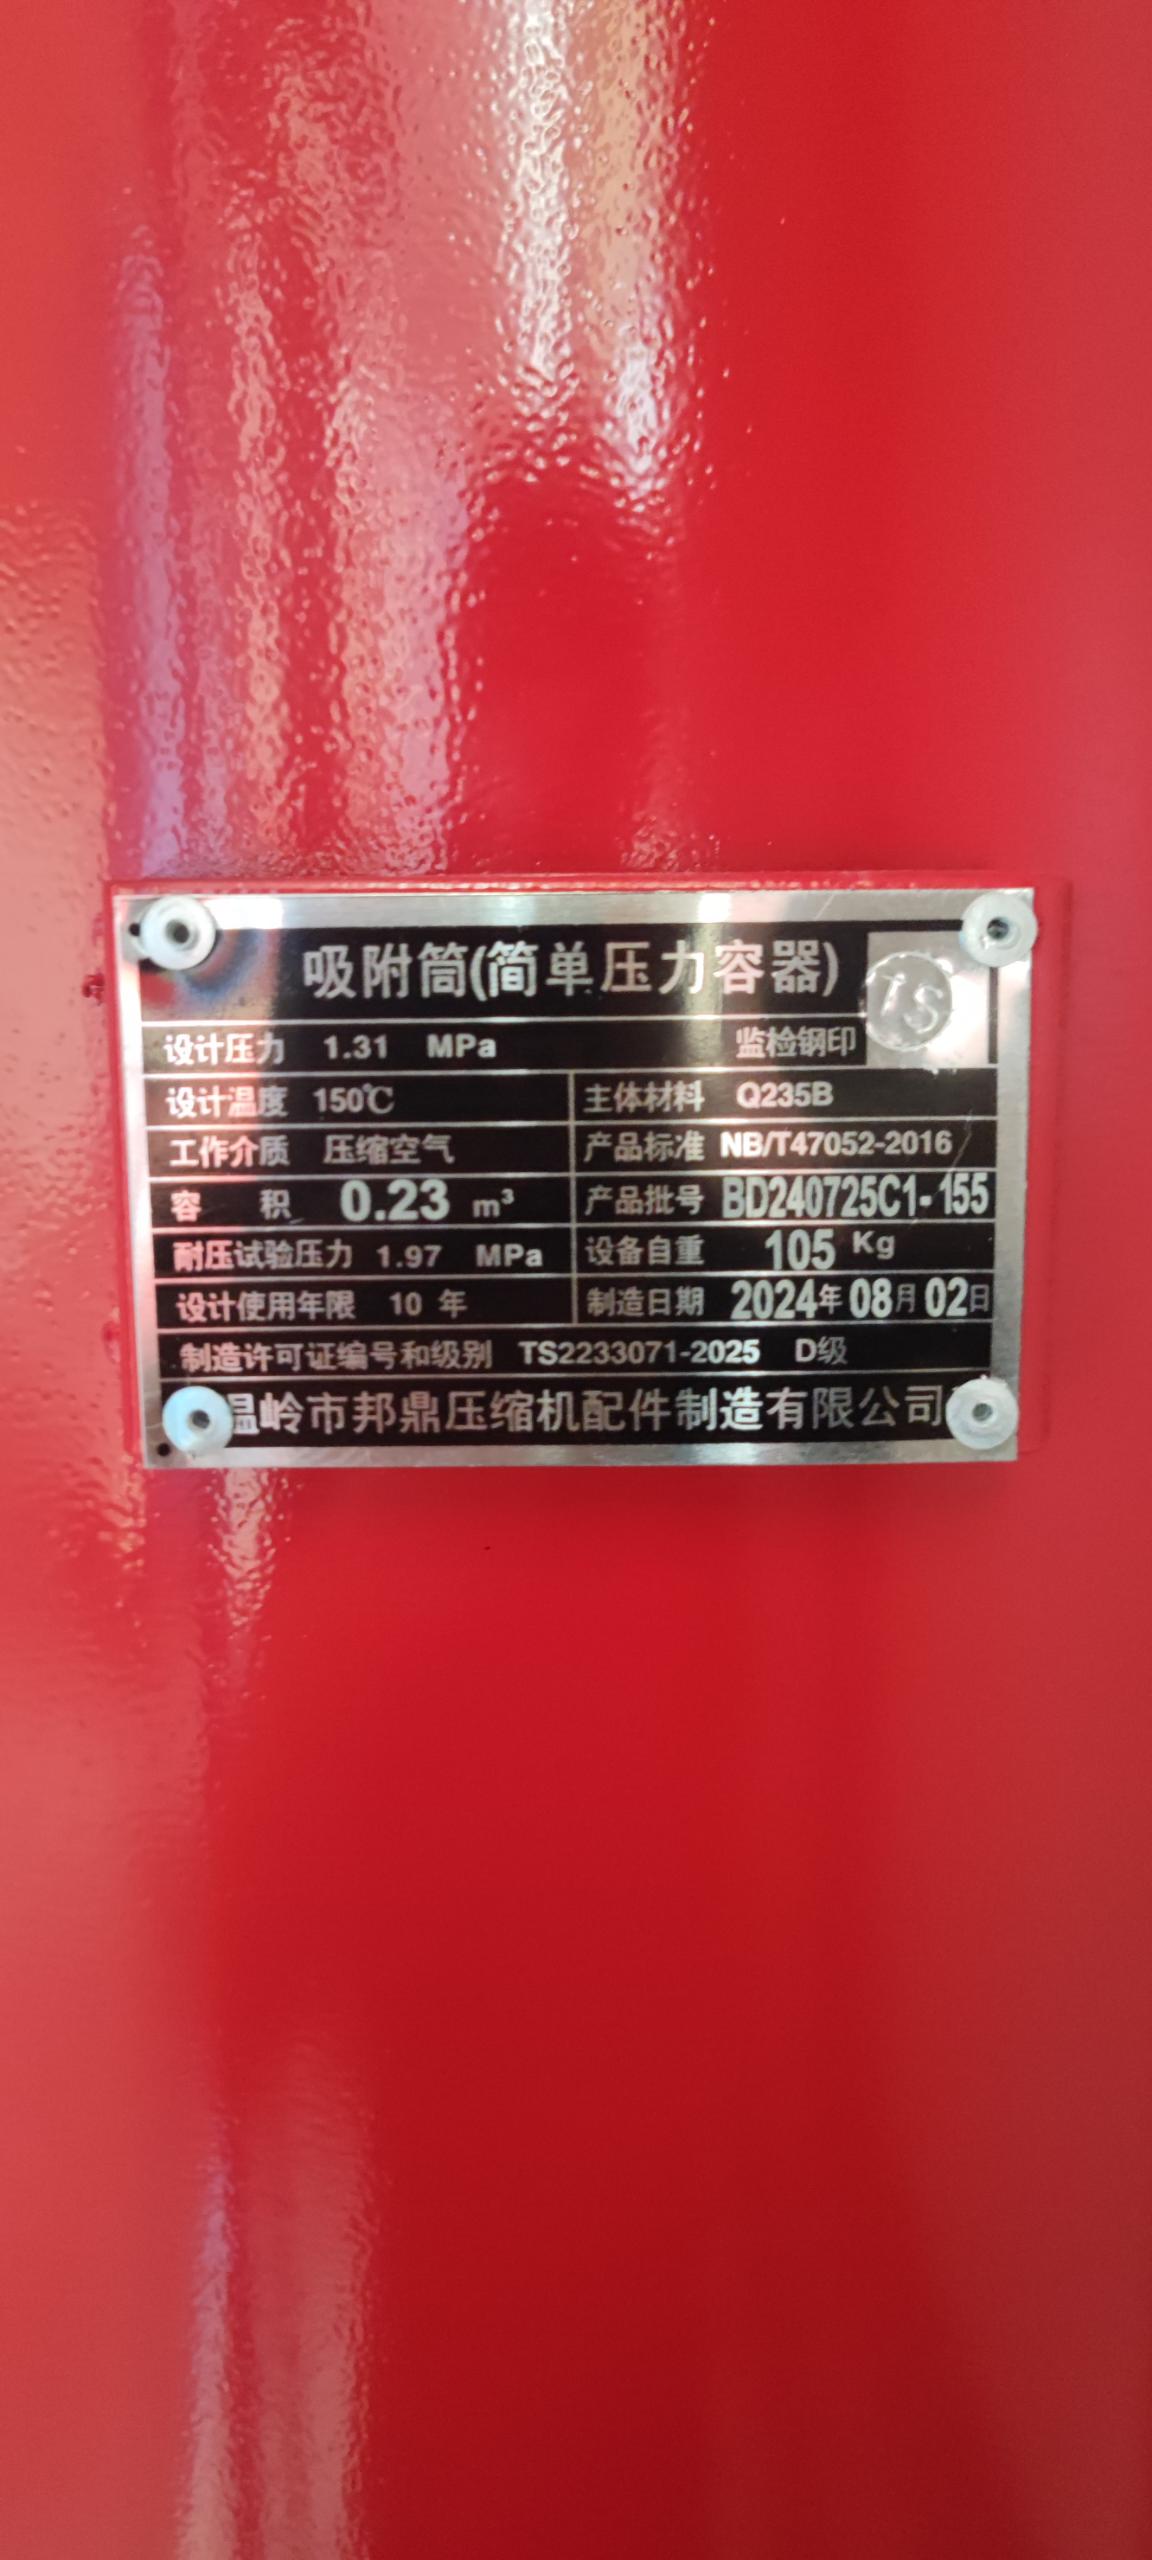 吸附筒(简单压力容器)
TS
设计压力 1.31 MPa 监检钢印
设计温度 150℃ 主体材料 Q235B
工作介质 压缩空气 产品标准 NB/T47052-2016
容 积 0.23 m³ 产品批号 BD240725C1-155
耐压试验压力 1.97 MPa 设备自重 105 Kg
设计使用年限 10 年 制造日期 2024年08月02日
制造许可证编号和级别 TS2233071-2025 D级
温岭市邦鼎压缩机配件制造有限公司